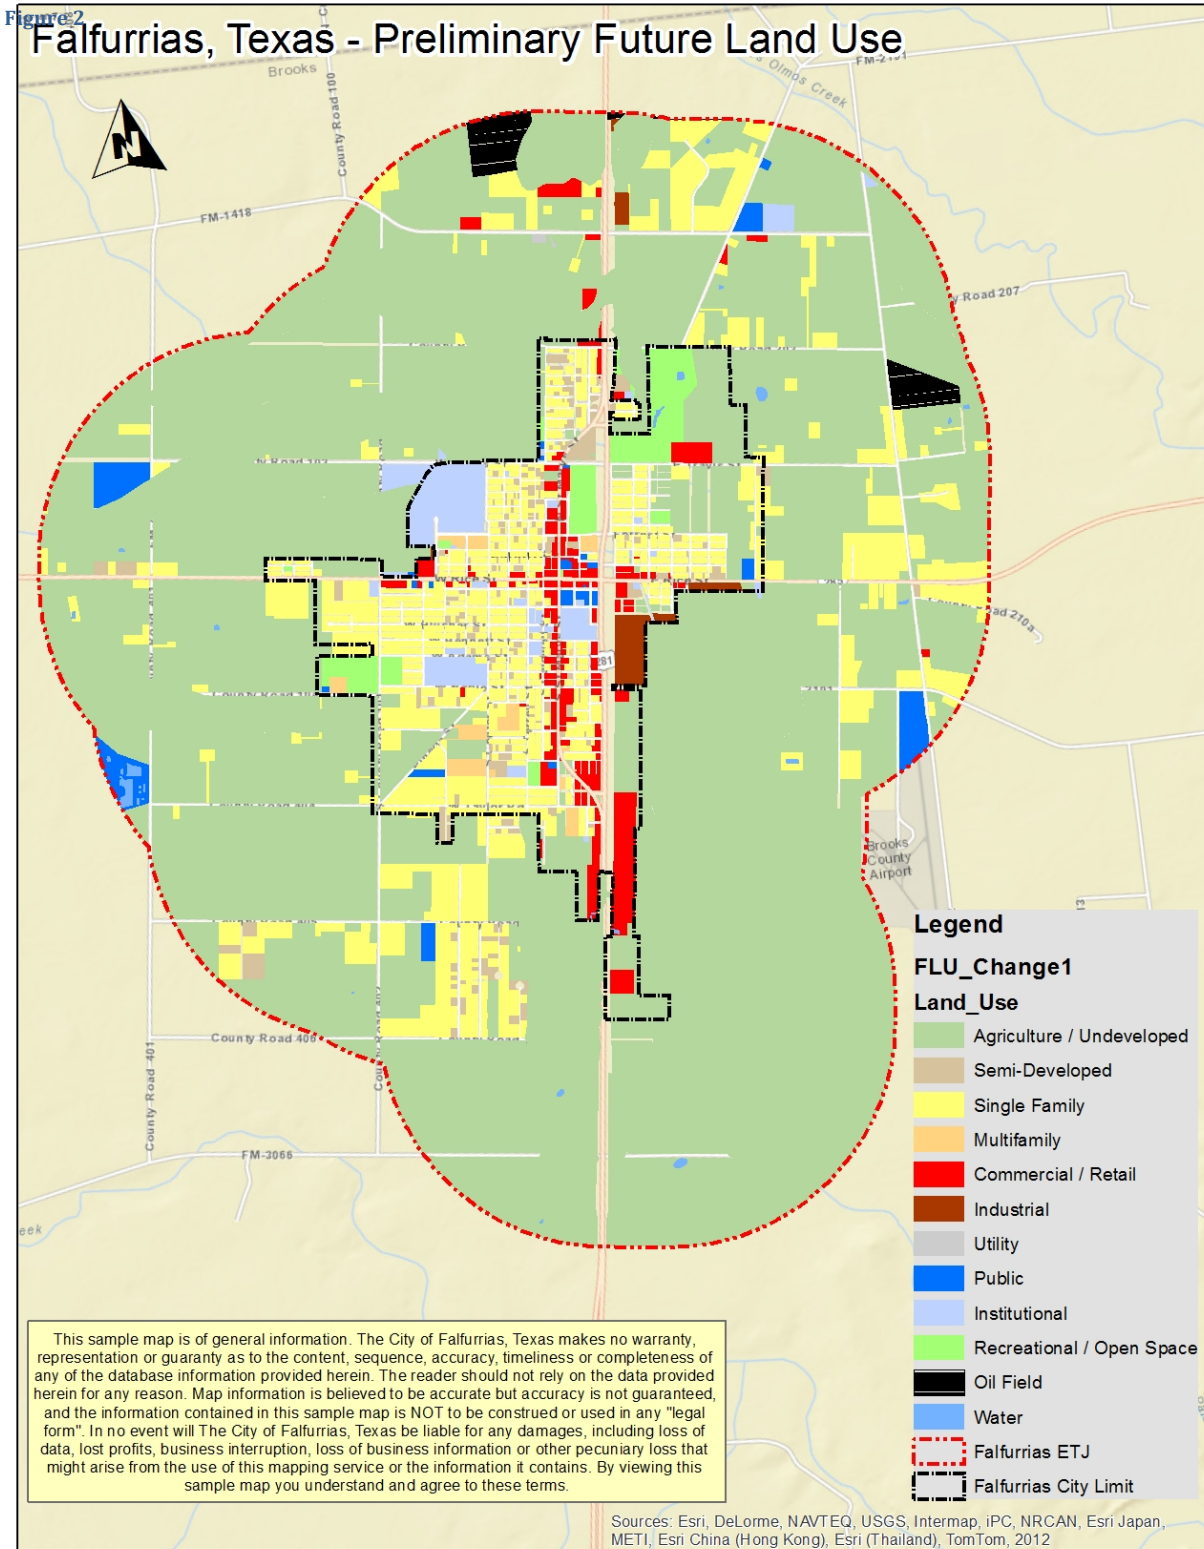 Figure 2
Falfurrias, Texas - Preliminary Future Land Use
Brooks
FM-2191
Olmos Creek
County Road 100
N
FM-1418
Road 207
281
County Road 210a
Brooks
County
Airport
County Road 406
County Road 401
FM-3066
Legend
FLU_Change1
Land_Use
Agriculture / Undeveloped
Semi-Developed
Single Family
Multifamily
Commercial / Retail
Industrial
Utility
Public
Institutional
Recreational / Open Space
Oil Field
Water
Falfurrias ETJ
Falfurrias City Limit
This sample map is of general information. The City of Falfurrias, Texas makes no warranty,
representation or guaranty as to the content, sequence, accuracy, timeliness or completeness of
any of the database information provided herein. The reader should not rely on the data provided
herein for any reason. Map information is believed to be accurate but accuracy is not guaranteed,
and the information contained in this sample map is NOT to be construed or used in any "legal
form". In no event will The City of Falfurrias, Texas be liable for any damages, including loss of
data, lost profits, business interruption, loss of business information or other pecuniary loss that
might arise from the use of this mapping service or the information it contains. By viewing this
sample map you understand and agree to these terms.
Sources: Esri, DeLorme, NAVTEQ, USGS, Intermap, iPC, NRCAN, Esri Japan,
METI, Esri China (Hong Kong), Esri (Thailand), TomTom, 2012